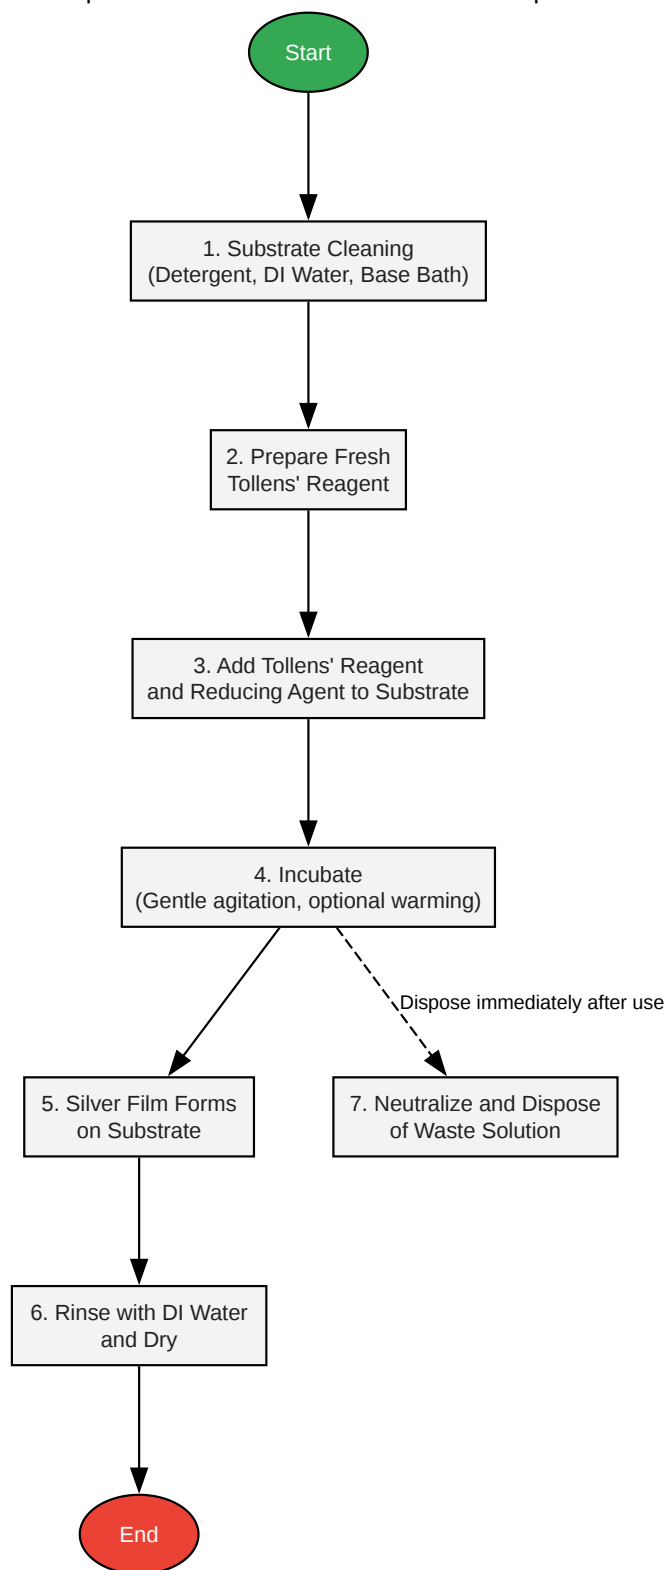 Start
1. Substrate Cleaning
(Detergent, DI Water, Base Bath)
2. Prepare Fresh
Tollens' Reagent
3. Add Tollens' Reagent
and Reducing Agent to Substrate
4. Incubate
(Gentle agitation, optional warming)
Dispose immediately after use
5. Silver Film Forms
on Substrate
7. Neutralize and Dispose
of Waste Solution
6. Rinse with DI Water
and Dry
End